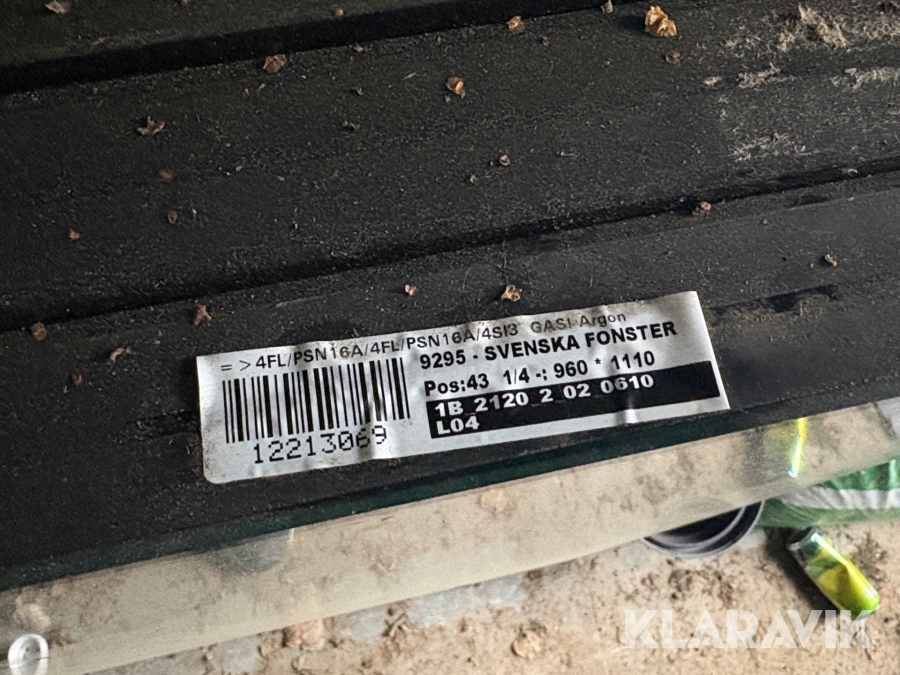 = > 4FL/PSN16A/4FL/PSN16A/4SI3 GAS! Argon
9295 - SVENSKA FONSTER
Pos:43 1/4 -: 960 * 1110
1B_2120_2_02_0610
L04
12213069
KLARAVIK